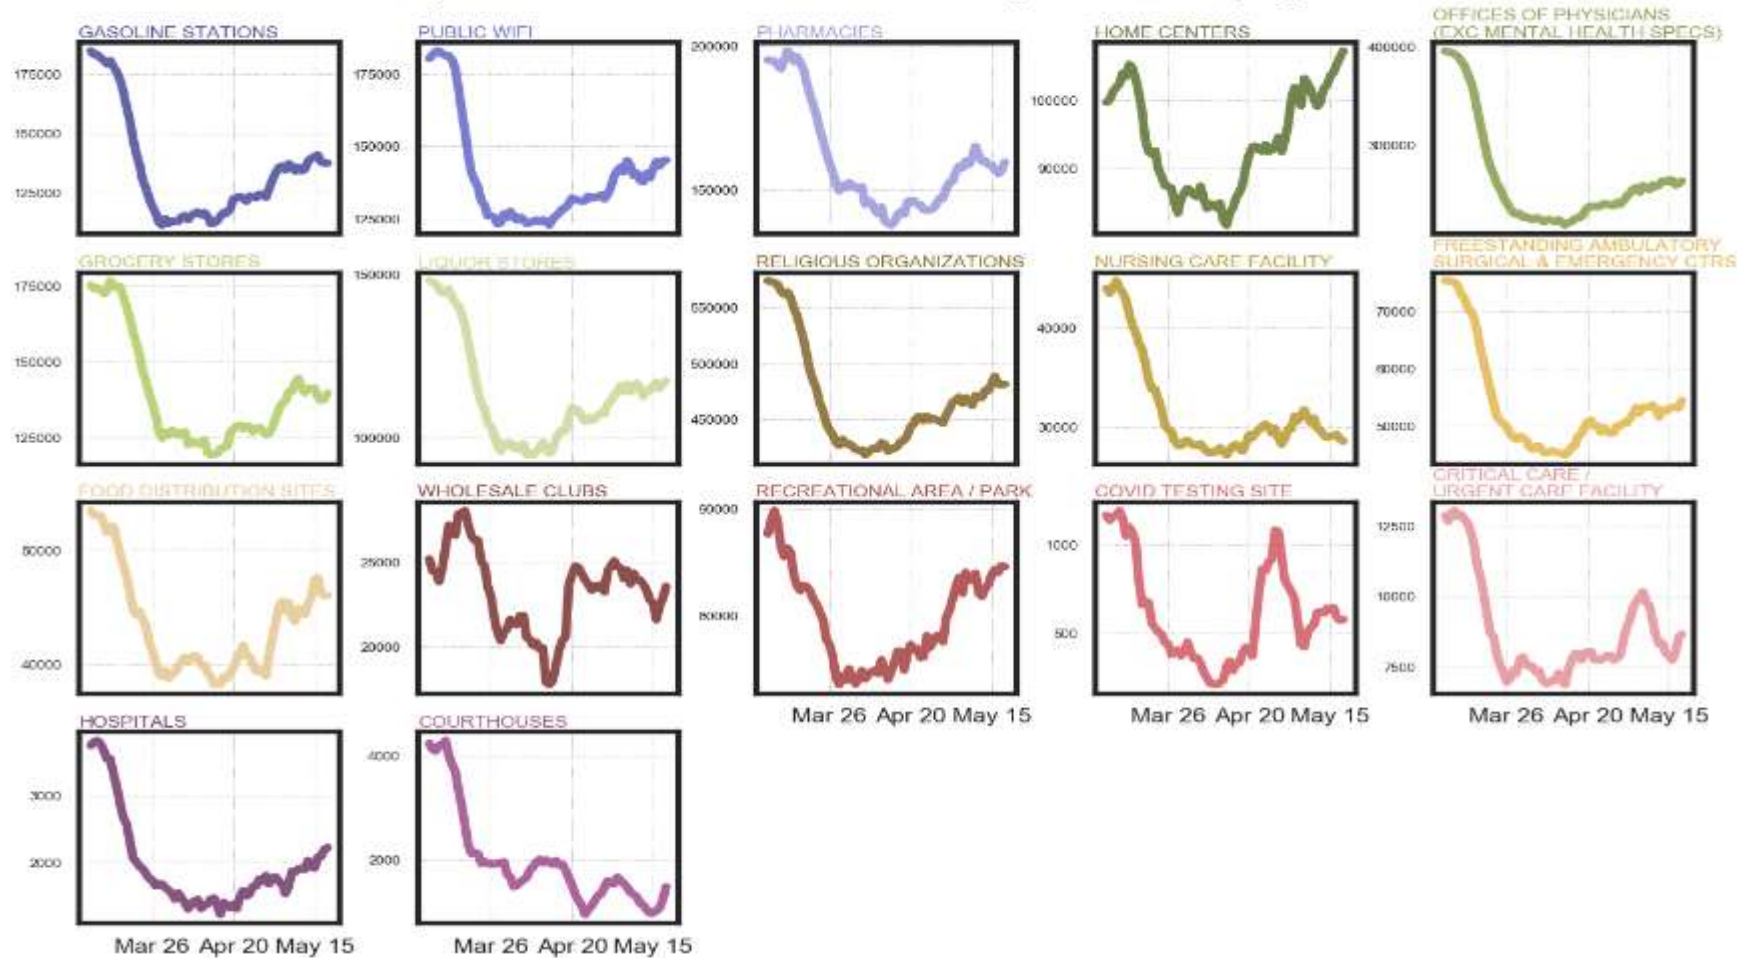 GASOLINE STATIONS
175000
150000
125000
PUBLIC WIFI
175000
150000
125000
PHARMACIES
200000
150000
HOME CENTERS
100000
90000
OFFICES OF PHYSICIANS
(EXC MENTAL HEALTH SPECS)
400000
300000
GROCERY STORES
175000
150000
125000
LIQUOR STORES
150000
100000
RELIGIOUS ORGANIZATIONS
550000
500000
450000
NURSING CARE FACILITY
40000
30000
FREESTANDING AMBULATORY
SURGICAL & EMERGENCY CTRS
70000
60000
50000
FOOD DISTRIBUTION SITES
50000
40000
WHOLESALE CLUBS
25000
20000
RECREATIONAL AREA / PARK
90000
80000
Mar 26 Apr 20 May 15
COVID TESTING SITE
1000
500
Mar 26 Apr 20 May 15
CRITICAL CARE /
URGENT CARE FACILITY
12500
10000
7500
Mar 26 Apr 20 May 15
HOSPITALS
3000
2000
Mar 26 Apr 20 May 15
COURTHOUSES
4000
2000
Mar 26 Apr 20 May 15